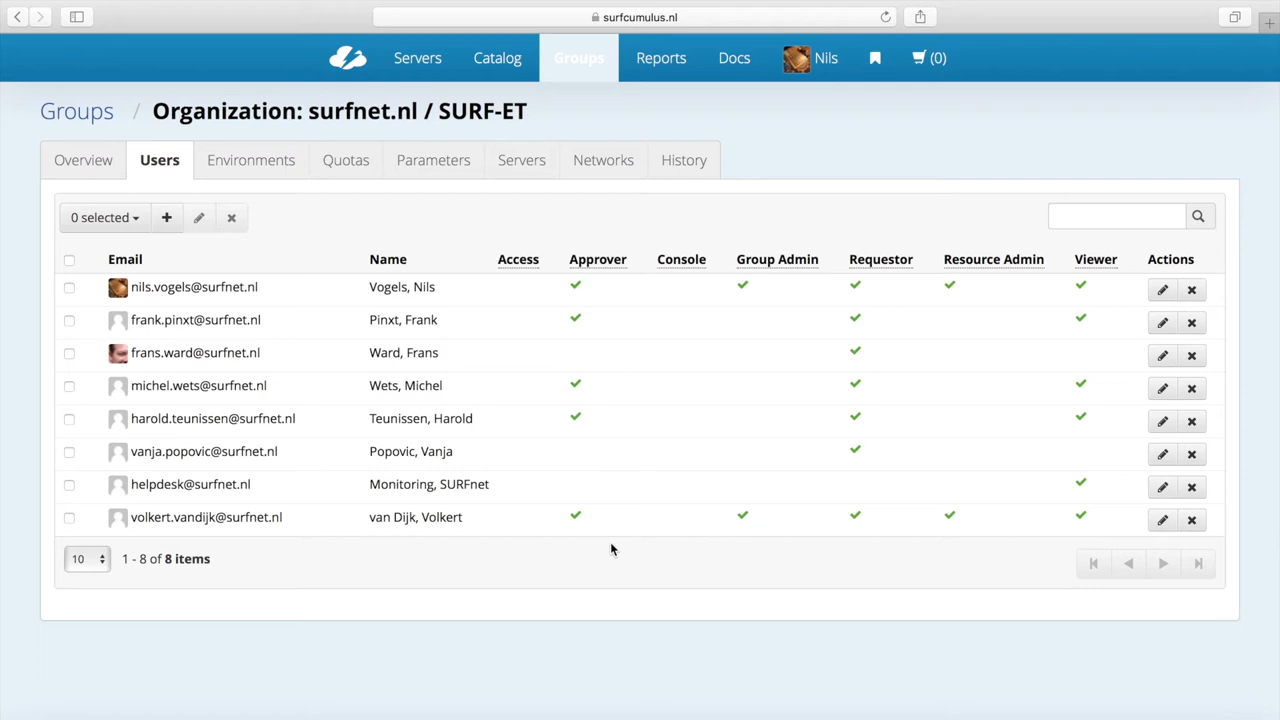 surfcumulus.nl
Servers Catalog Groups Reports Docs Nils (0)
Groups / Organization: surfnet.nl / SURF-ET
Overview Users Environments Quotas Parameters Servers Networks History
0 selected
Email Name Access Approver Console Group Admin Requestor Resource Admin Viewer Actions
nils.vogels@surfnet.nl Vogels, Nils
frank.pinxt@surfnet.nl Pinxt, Frank
frans.ward@surfnet.nl Ward, Frans
michel.wets@surfnet.nl Wets, Michel
harold.teunissen@surfnet.nl Teunissen, Harold
vanja.popovic@surfnet.nl Popovic, Vanja
helpdesk@surfnet.nl Monitoring, SURFnet
volkert.vandijk@surfnet.nl van Dijk, Volkert
10 1 - 8 of 8 items